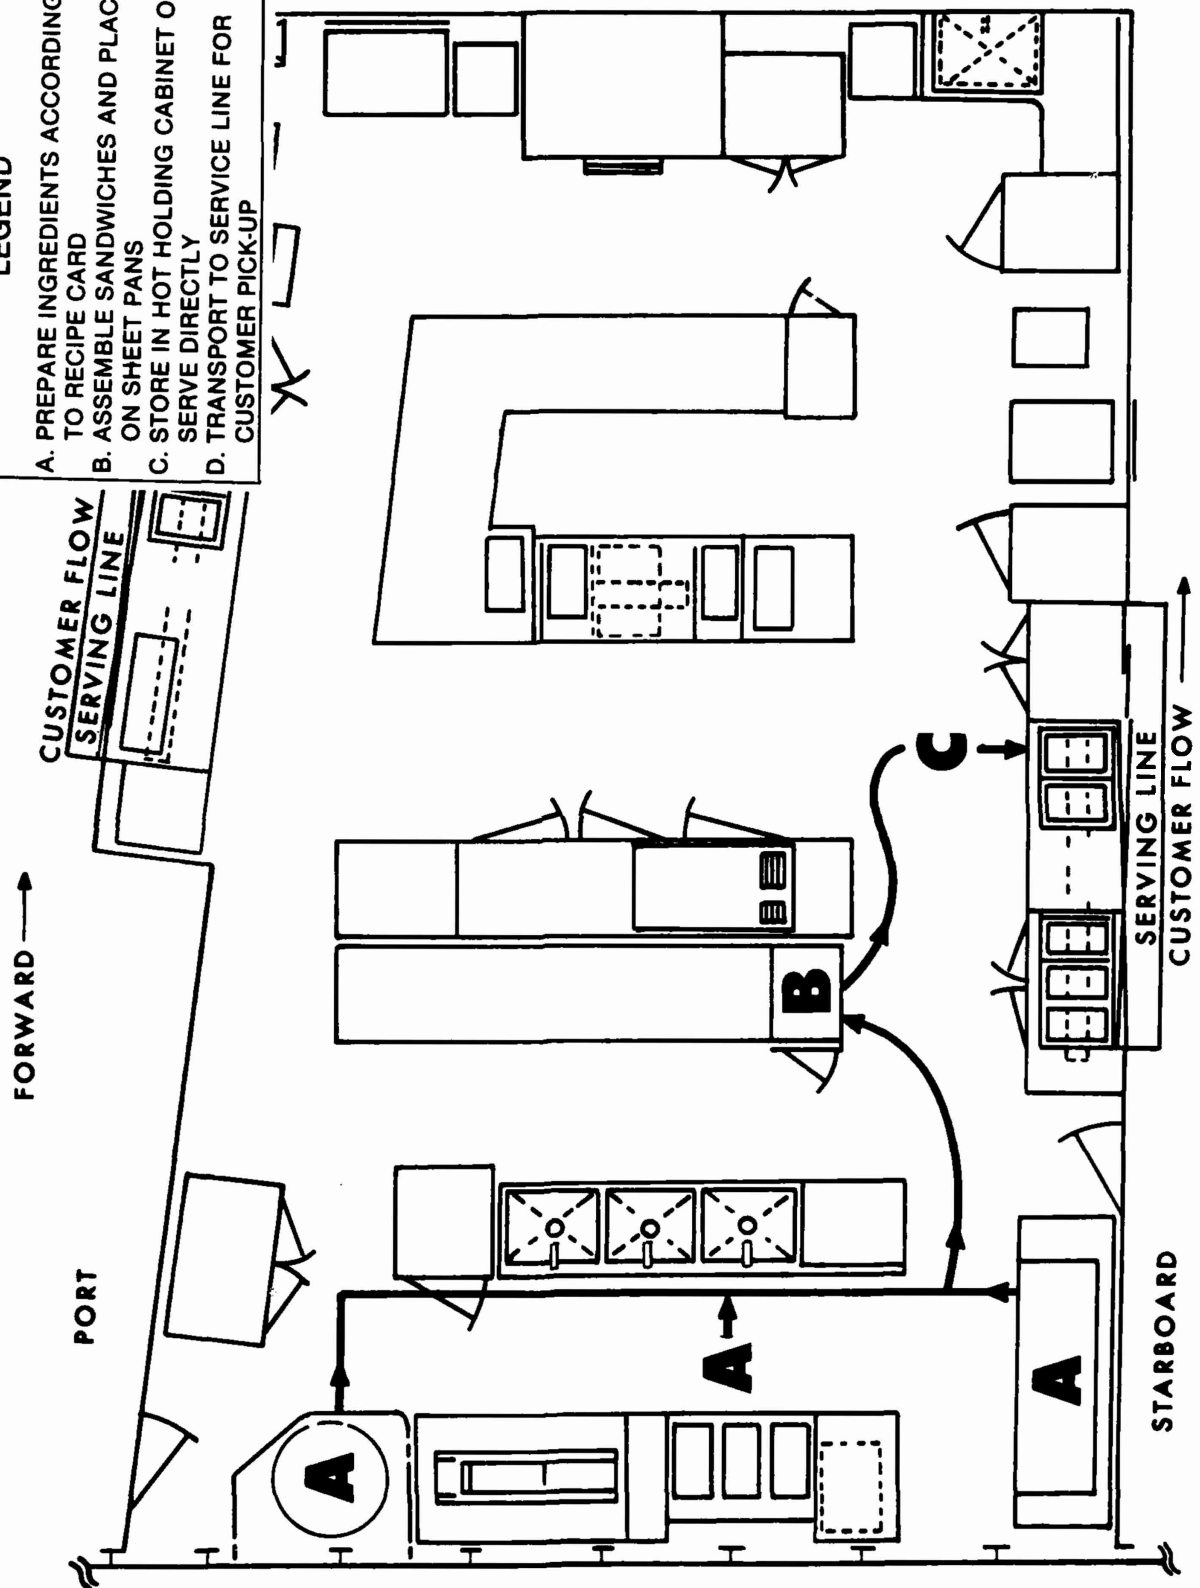 LEGEND
A. PREPARE INGREDIENTS ACCORDING
TO RECIPE CARD
B. ASSEMBLE SANDWICHES AND PLAC
ON SHEET PANS
C. STORE IN HOT HOLDING CABINET O
SERVE DIRECTLY
D. TRANSPORT TO SERVICE LINE FOR
CUSTOMER PICK-UP
CUSTOMER FLOW
SERVING LINE
FORWARD
PORT
A
A
A
B
C
SERVING LINE
CUSTOMER FLOW
STARBOARD